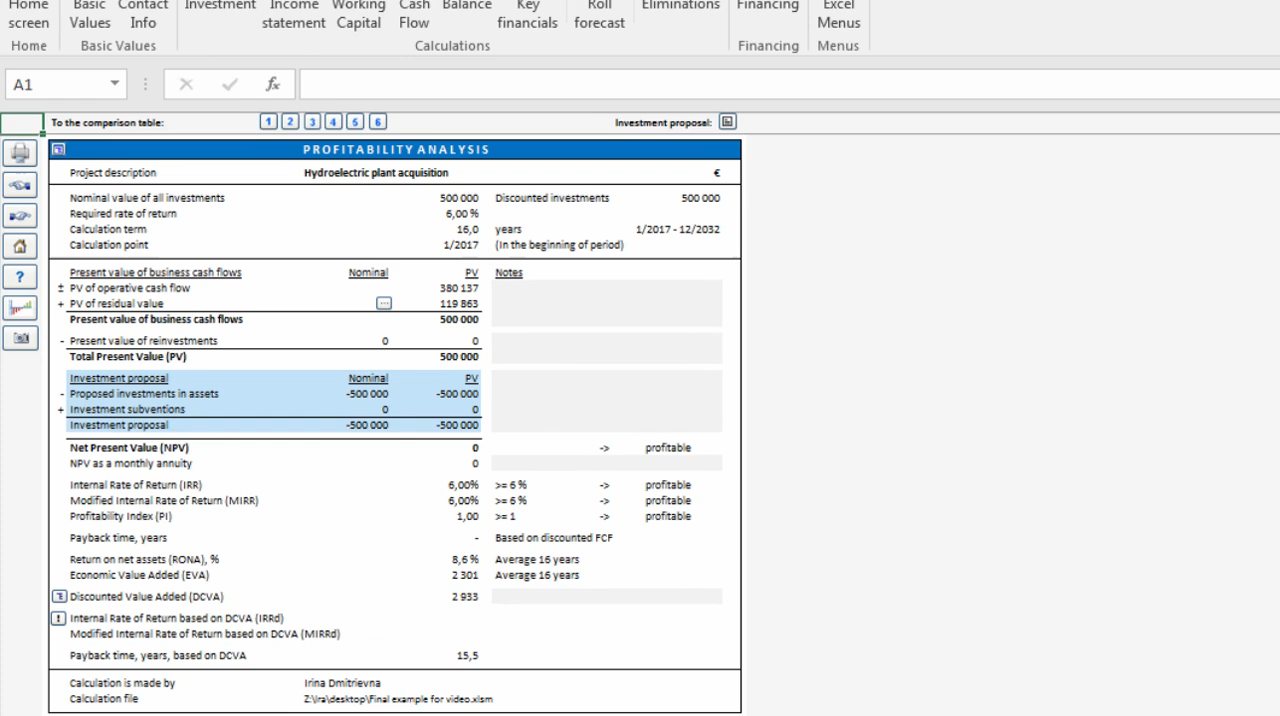 Home Basic Contact Investment Income Working Cash Balance Key Roll Eliminations Financing Excel
screen Values Info statement Capital Flow financials forecast Menus
Home Basic Values Calculations Financing Menus
A1 fx
To the comparison table: 1 2 3 4 5 6 Investment proposal:
PROFITABILITY ANALYSIS
Project description Hydroelectric plant acquisition €
Nominal value of all investments 500 000 Discounted investments 500 000
Required rate of return 6,00 %
Calculation term 16,0 years 1/2017 - 12/2032
Calculation point 1/2017 (In the beginning of period)
Present value of business cash flows Nominal PV Notes
± PV of operative cash flow 380 137
+ PV of residual value ... 119 863
Present value of business cash flows 500 000
- Present value of reinvestments 0 0
Total Present Value (PV) 500 000
Investment proposal Nominal PV
- Proposed investments in assets -500 000 -500 000
+ Investment subventions 0 0
Investment proposal -500 000 -500 000
Net Present Value (NPV) 0 -> profitable
NPV as a monthly annuity 0
Internal Rate of Return (IRR) 6,00% >= 6 % -> profitable
Modified Internal Rate of Return (MIRR) 6,00% >= 6 % -> profitable
Profitability Index (PI) 1,00 >= 1 -> profitable
Payback time, years - Based on discounted FCF
Return on net assets (RONA), % 8,6 % Average 16 years
Economic Value Added (EVA) 2 301 Average 16 years
Discounted Value Added (DCVA) 2 933
! Internal Rate of Return based on DCVA (IRRd)
Modified Internal Rate of Return based on DCVA (MIRRd)
Payback time, years, based on DCVA 15,5
Calculation is made by Irina Dmitrievna
Calculation file Z:\Ira\desktop\Final example for video.xlsm